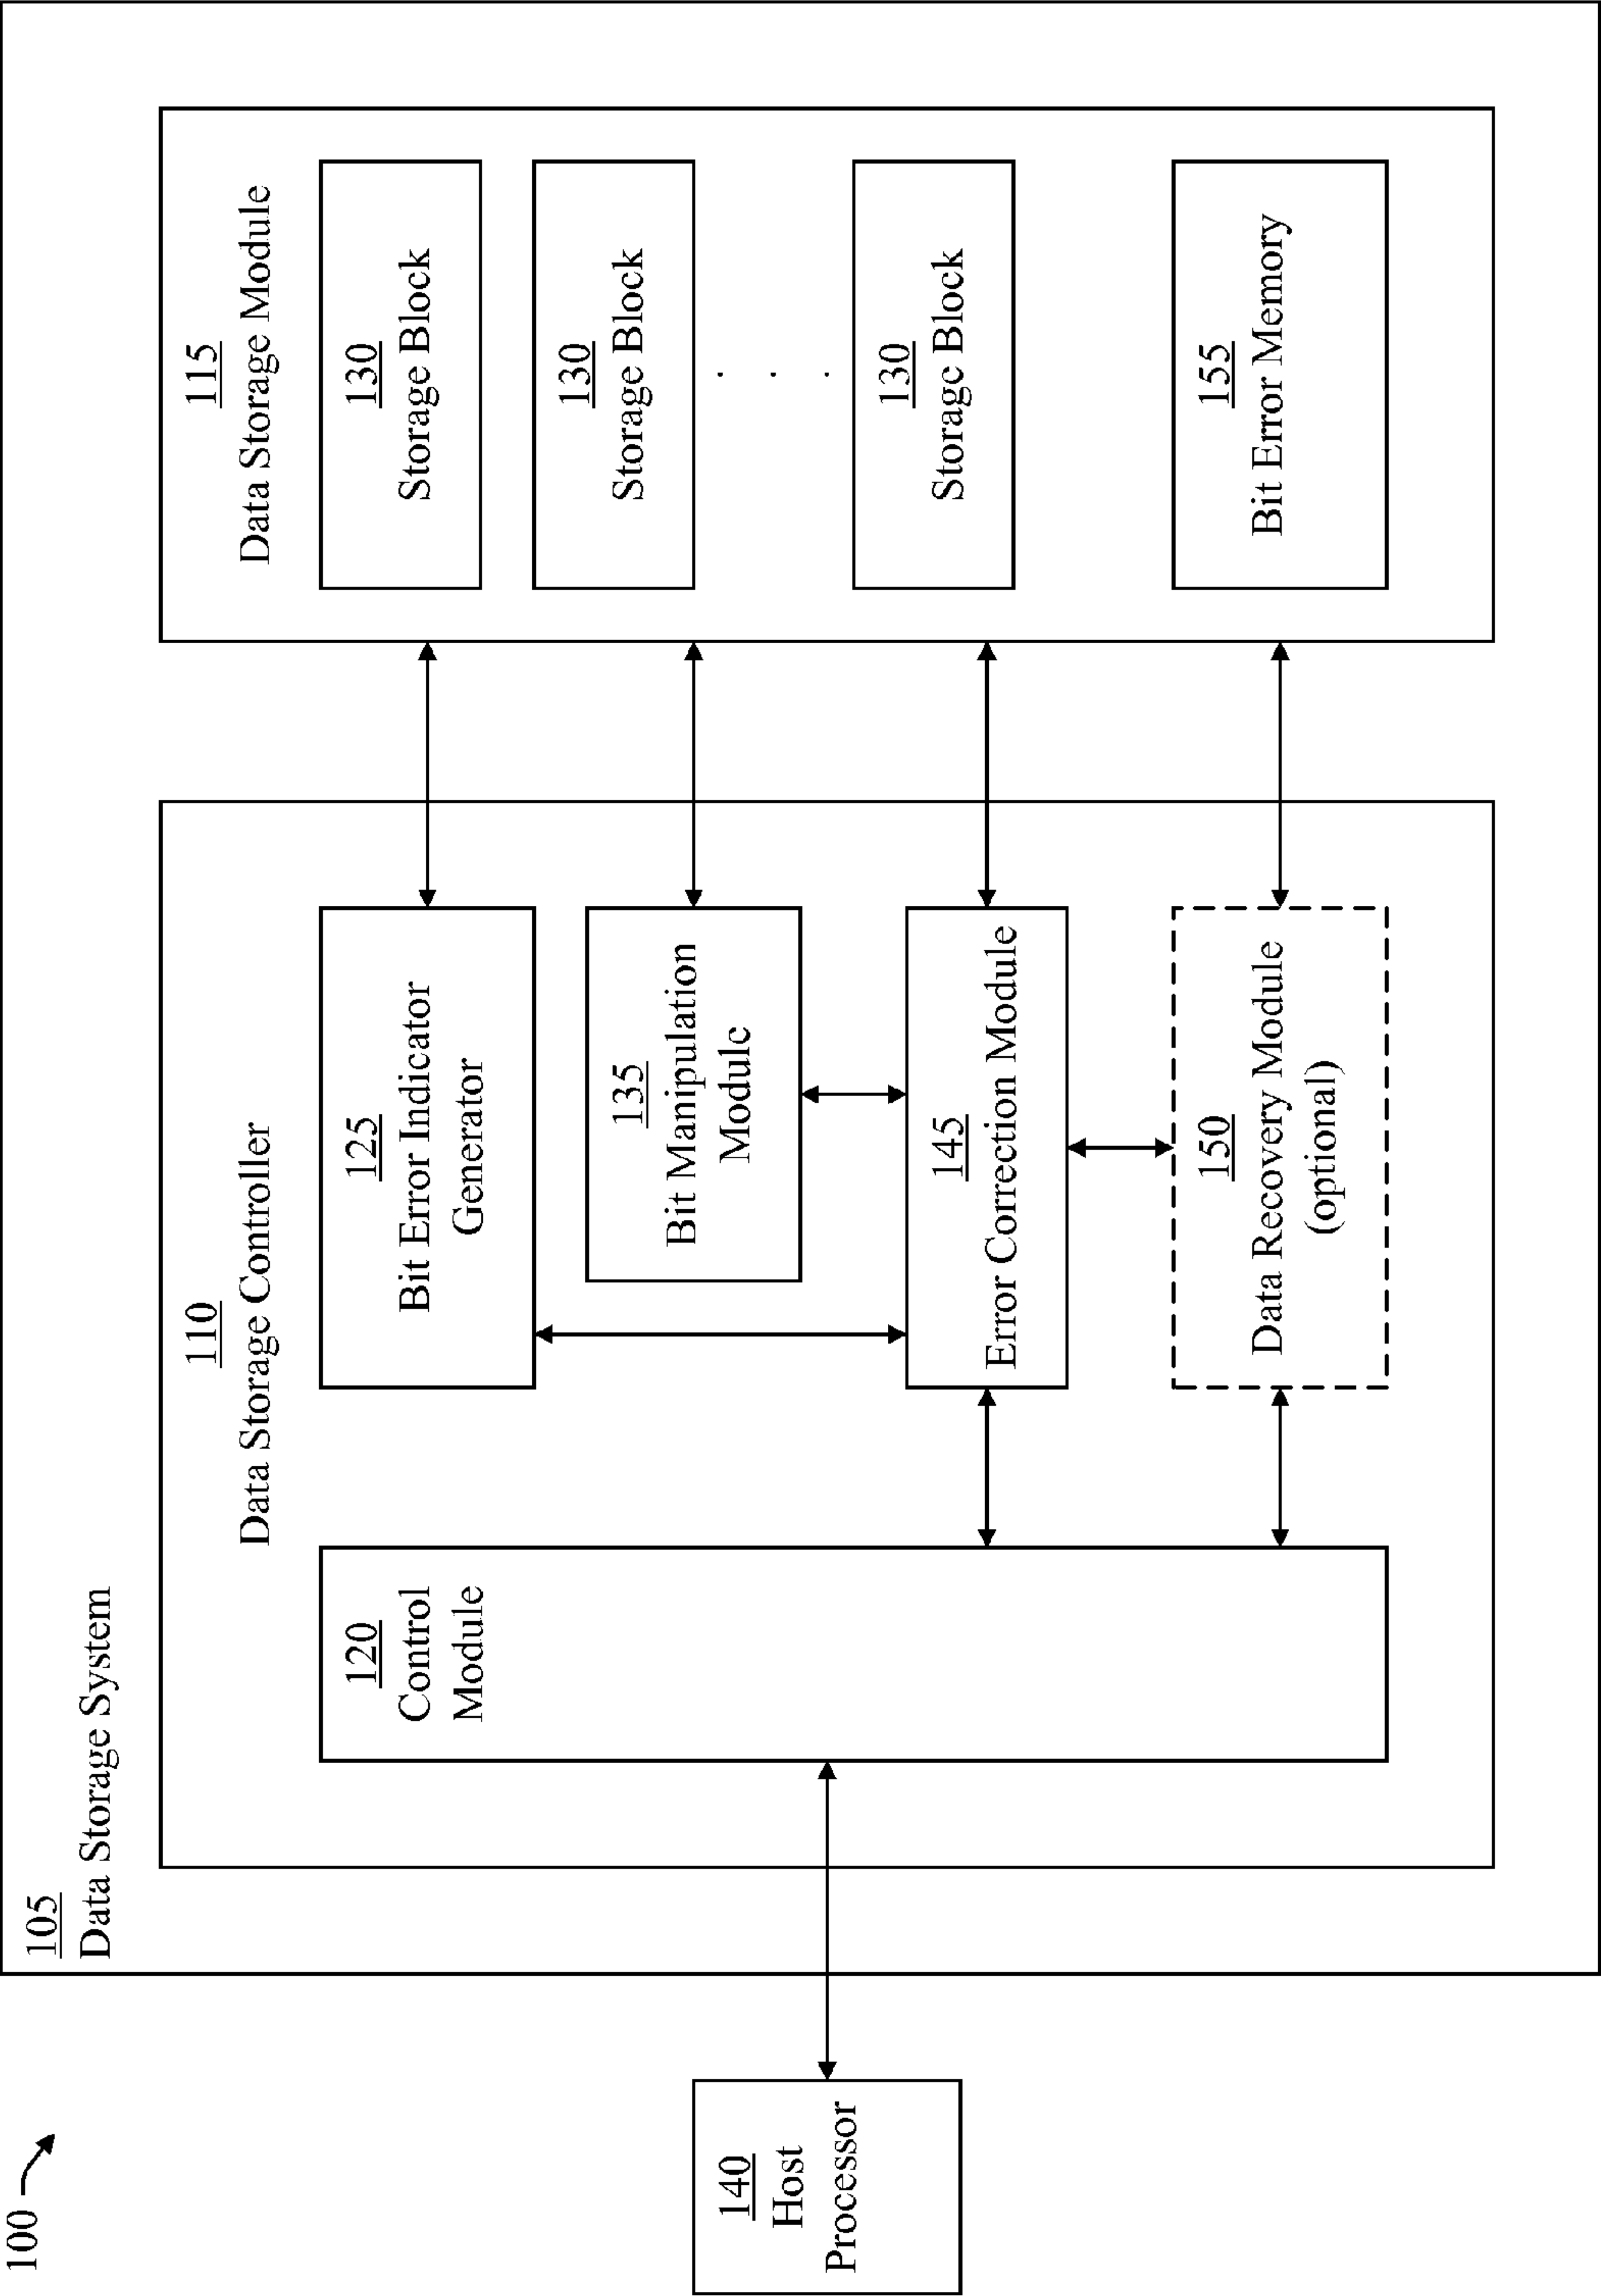 100
105
Data Storage System
110
Data Storage Controller
115
Data Storage Module
140
Host
Processor
120
Control
Module
125
Bit Error Indicator
Generator
135
Bit Manipulation
Module
145
Error Correction Module
150
Data Recovery Module
(optional)
130
Storage Block
130
Storage Block
. . .
130
Storage Block
155
Bit Error Memory